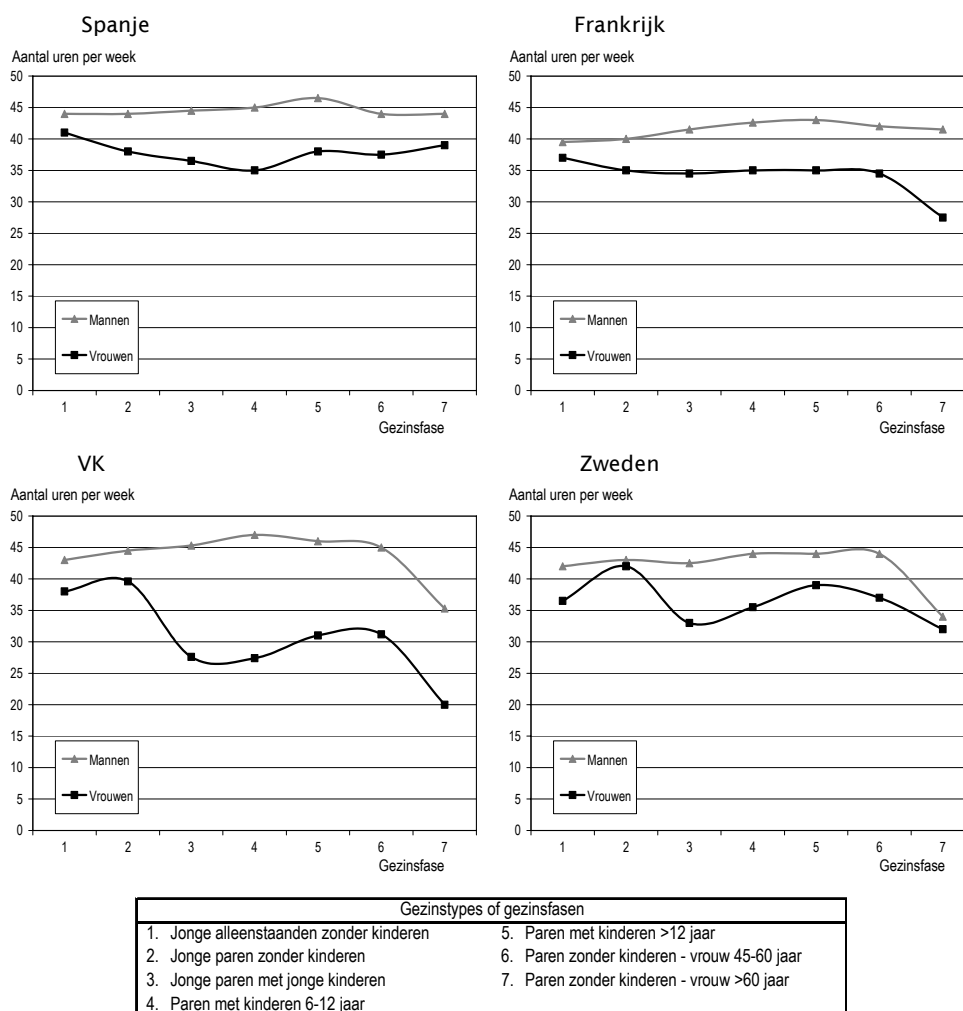 Spanje
Aantal uren per week
50
45
40
35
30
25
20
15
10
5
0
Mannen
Vrouwen
1 2 3 4 5 6 7
Gezinsfase
Frankrijk
Aantal uren per week
50
45
40
35
30
25
20
15
10
5
0
Mannen
Vrouwen
1 2 3 4 5 6 7
Gezinsfase
VK
Aantal uren per week
50
45
40
35
30
25
20
15
10
5
0
Mannen
Vrouwen
1 2 3 4 5 6 7
Gezinsfase
Zweden
Aantal uren per week
50
45
40
35
30
25
20
15
10
5
0
Mannen
Vrouwen
1 2 3 4 5 6 7
Gezinsfase
Gezinstypes of gezinsfasen
1. Jonge alleenstaanden zonder kinderen
2. Jonge paren zonder kinderen
3. Jonge paren met jonge kinderen
4. Paren met kinderen 6-12 jaar
5. Paren met kinderen >12 jaar
6. Paren zonder kinderen - vrouw 45-60 jaar
7. Paren zonder kinderen - vrouw >60 jaar